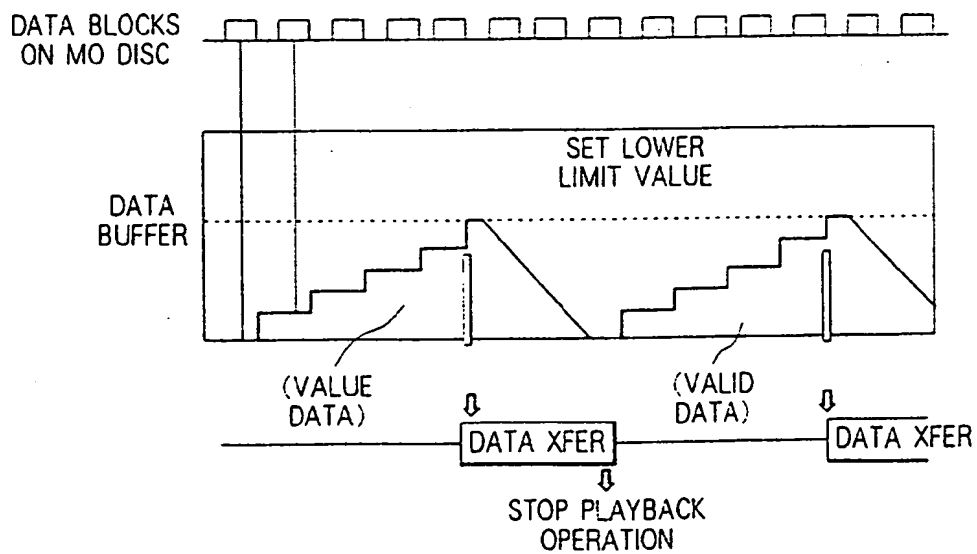 DATA BLOCKS
ON MO DISC
SET LOWER
LIMIT VALUE
DATA
BUFFER
(VALUE
DATA)
(VALID
DATA)
DATA XFER
DATA XFER
STOP PLAYBACK
OPERATION